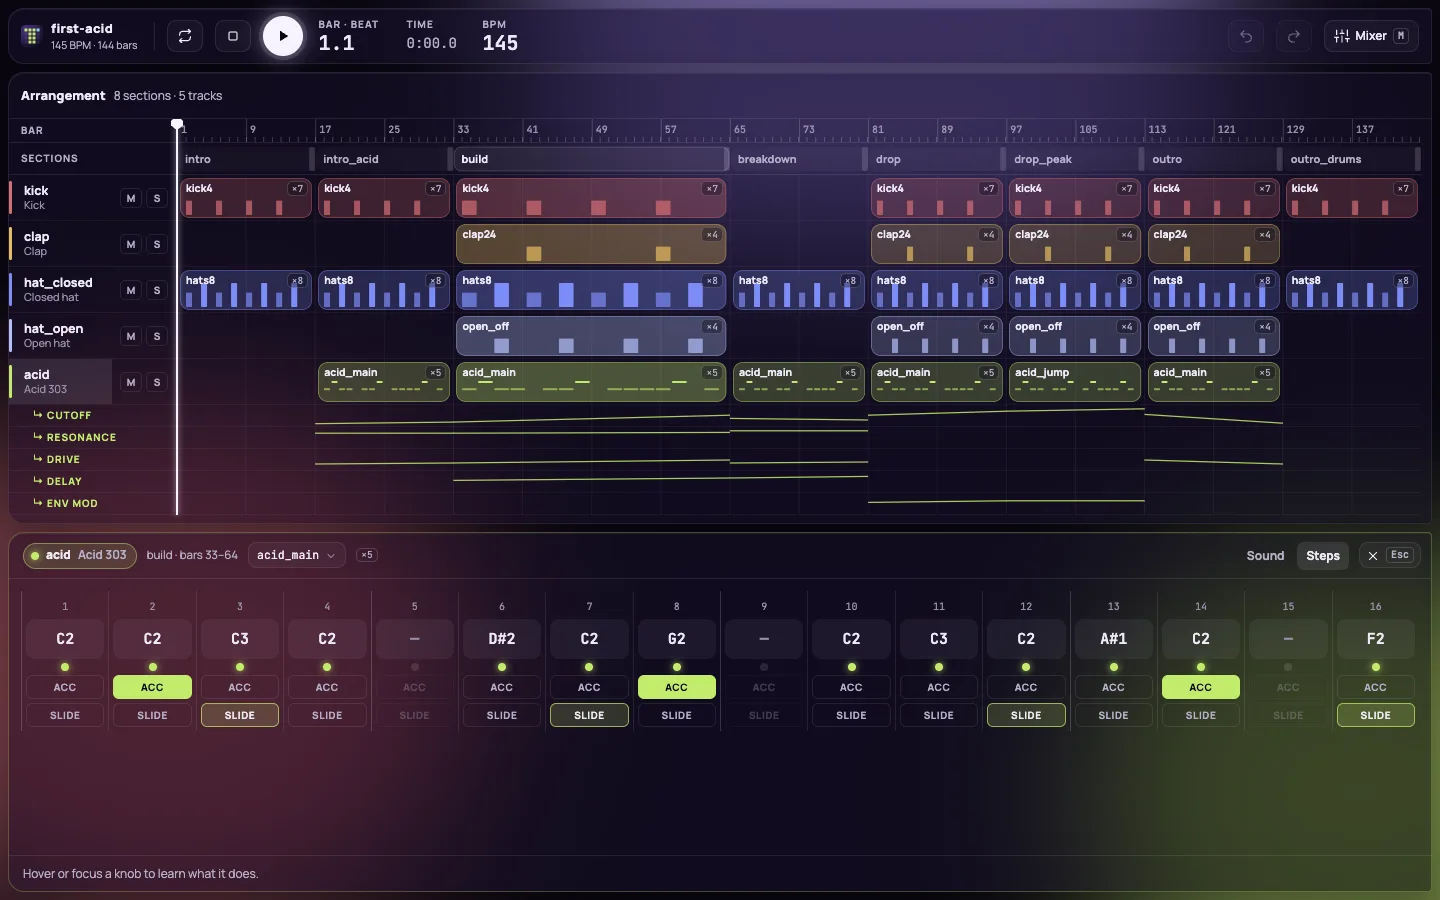 first-acid
145 BPM · 144 bars
BAR · BEAT
1.1
TIME
0:00.0
BPM
145
Mixer M
Arrangement 8 sections · 5 tracks
BAR 1 9 17 25 33 41 49 57 65 73 81 89 97 105 113 121 129 137
SECTIONS intro intro_acid build breakdown drop drop_peak outro outro_drums
kick
Kick
M S
kick4 ×7 kick4 ×7 kick4 ×7 kick4 ×7 kick4 ×7 kick4 ×7 kick4 ×7
clap
Clap
M S
clap24 ×4 clap24 ×4 clap24 ×4 clap24 ×4
hat_closed
Closed hat
M S
hats8 ×8 hats8 ×8 hats8 ×8 hats8 ×8 hats8 ×8 hats8 ×8 hats8 ×8 hats8 ×8
hat_open
Open hat
M S
open_off ×4 open_off ×4 open_off ×4 open_off ×4
acid
Acid 303
M S
acid_main ×5 acid_main ×5 acid_main ×5 acid_main ×5 acid_jump ×5 acid_main ×5
↳ CUTOFF
↳ RESONANCE
↳ DRIVE
↳ DELAY
↳ ENV MOD
acid Acid 303 build · bars 33–64 acid_main ×5 Sound Steps × Esc
1 2 3 4 5 6 7 8 9 10 11 12 13 14 15 16
C2 C2 C3 C2 — D#2 C2 G2 — C2 C3 C2 A#1 C2 — F2
ACC ACC ACC ACC ACC ACC ACC ACC ACC ACC ACC ACC ACC ACC ACC ACC
SLIDE SLIDE SLIDE SLIDE SLIDE SLIDE SLIDE SLIDE SLIDE SLIDE SLIDE SLIDE SLIDE SLIDE SLIDE SLIDE
Hover or focus a knob to learn what it does.